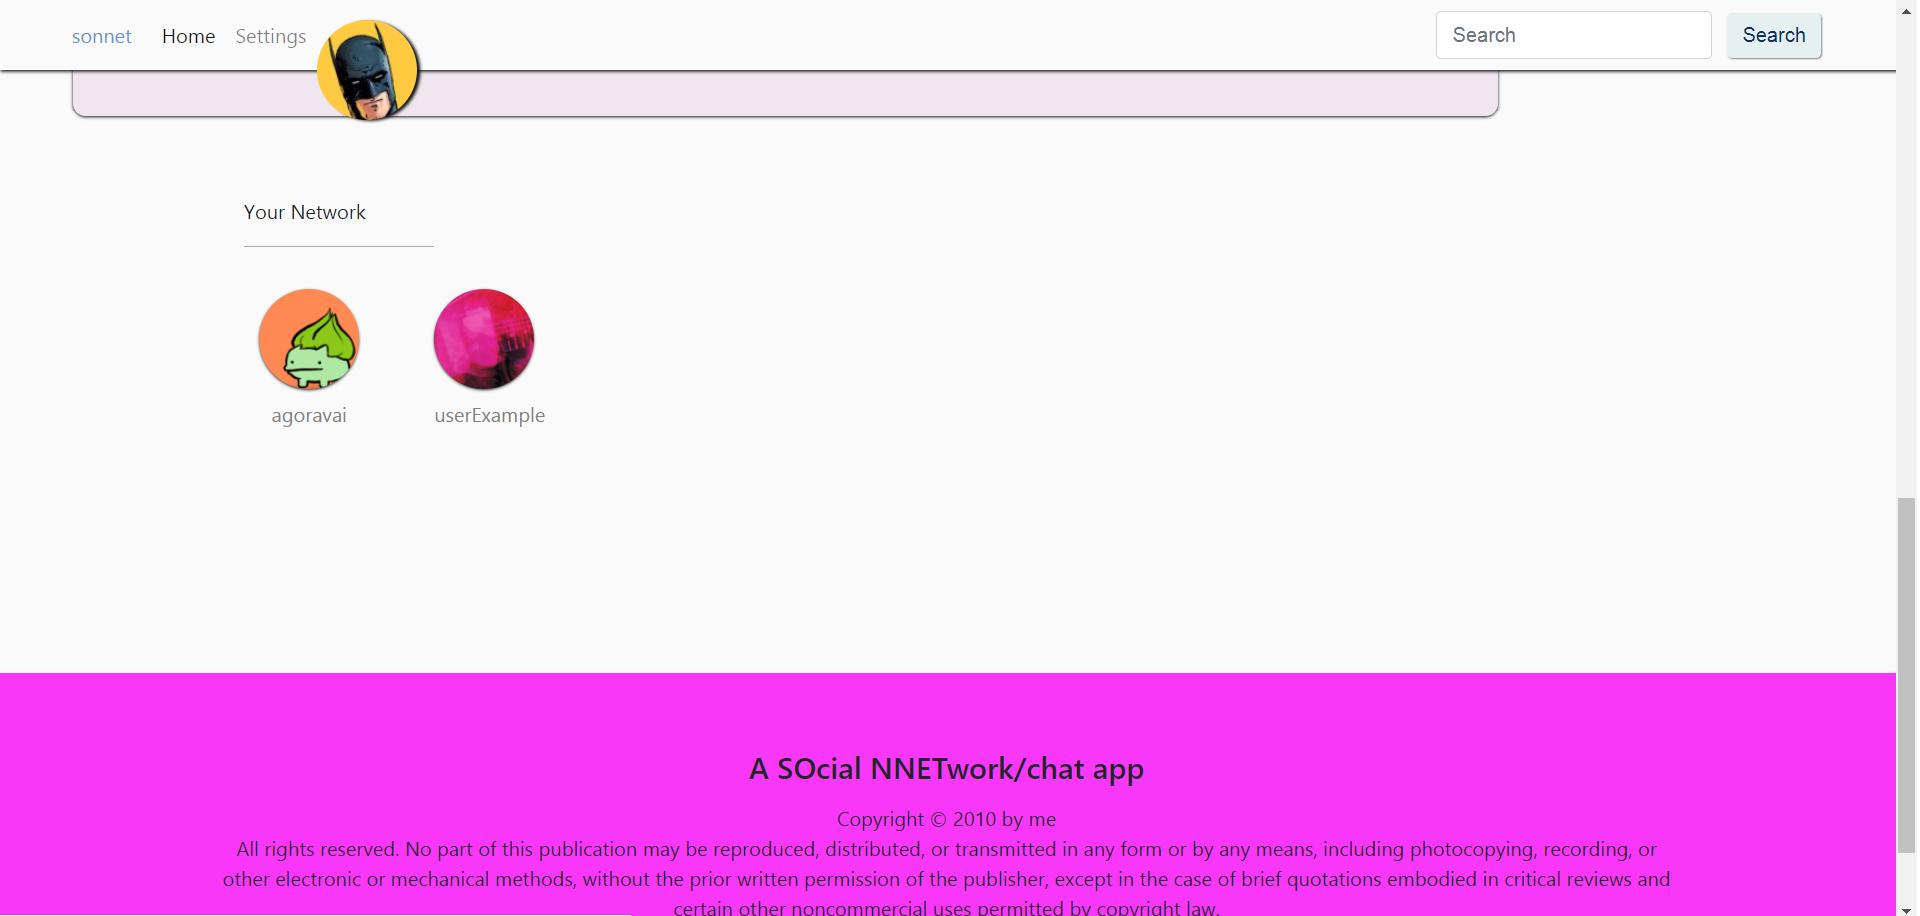 sonnet Home Settings Search Search
Your Network
agoravai userExample
A SOcial NNETwork/chat app
Copyright © 2010 by me
All rights reserved. No part of this publication may be reproduced, distributed, or transmitted in any form or by any means, including photocopying, recording, or
other electronic or mechanical methods, without the prior written permission of the publisher, except in the case of brief quotations embodied in critical reviews and
certain other noncommercial uses permitted by copyright law.